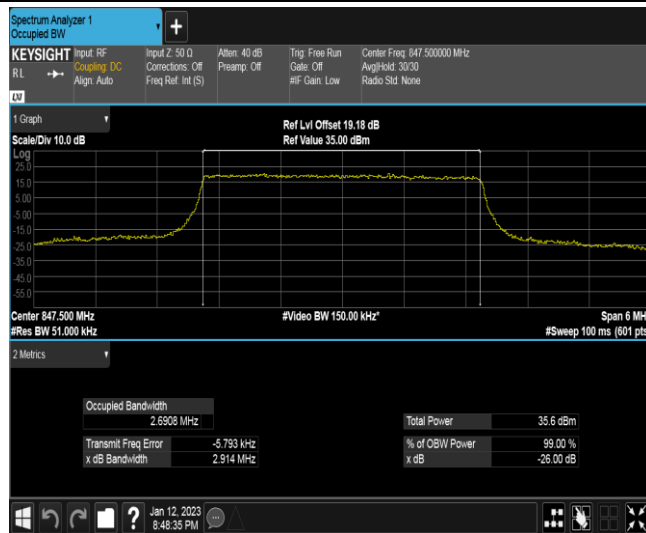 Spectrum Analyzer 1
Occupied BW
+
KEYSIGHT
RL
LXI
Input: RF
Coupling: DC
Align: Auto
Input Z: 50 Ω
Corrections: Off
Freq Ref: Int (S)
Atten: 40 dB
Preamp: Off
Trig: Free Run
Gate: Off
#IF Gain: Low
Center Freq: 847.500000 MHz
Avg|Hold: 30/30
Radio Std: None
1 Graph
Scale/Div 10.0 dB
Ref Lvl Offset 19.18 dB
Ref Value 35.00 dBm
Log
25.0
15.0
5.00
-5.00
-15.0
-25.0
-35.0
-45.0
-55.0
Center 847.500 MHz
#Res BW 51.000 kHz
#Video BW 150.00 kHz*
Span 6 MH
#Sweep 100 ms (601 pts
2 Metrics
Occupied Bandwidth
2.6908 MHz
Transmit Freq Error -5.793 kHz
x dB Bandwidth 2.914 MHz
Total Power 35.6 dBm
% of OBW Power 99.00 %
x dB -26.00 dB
?
Jan 12, 2023
8:48:35 PM